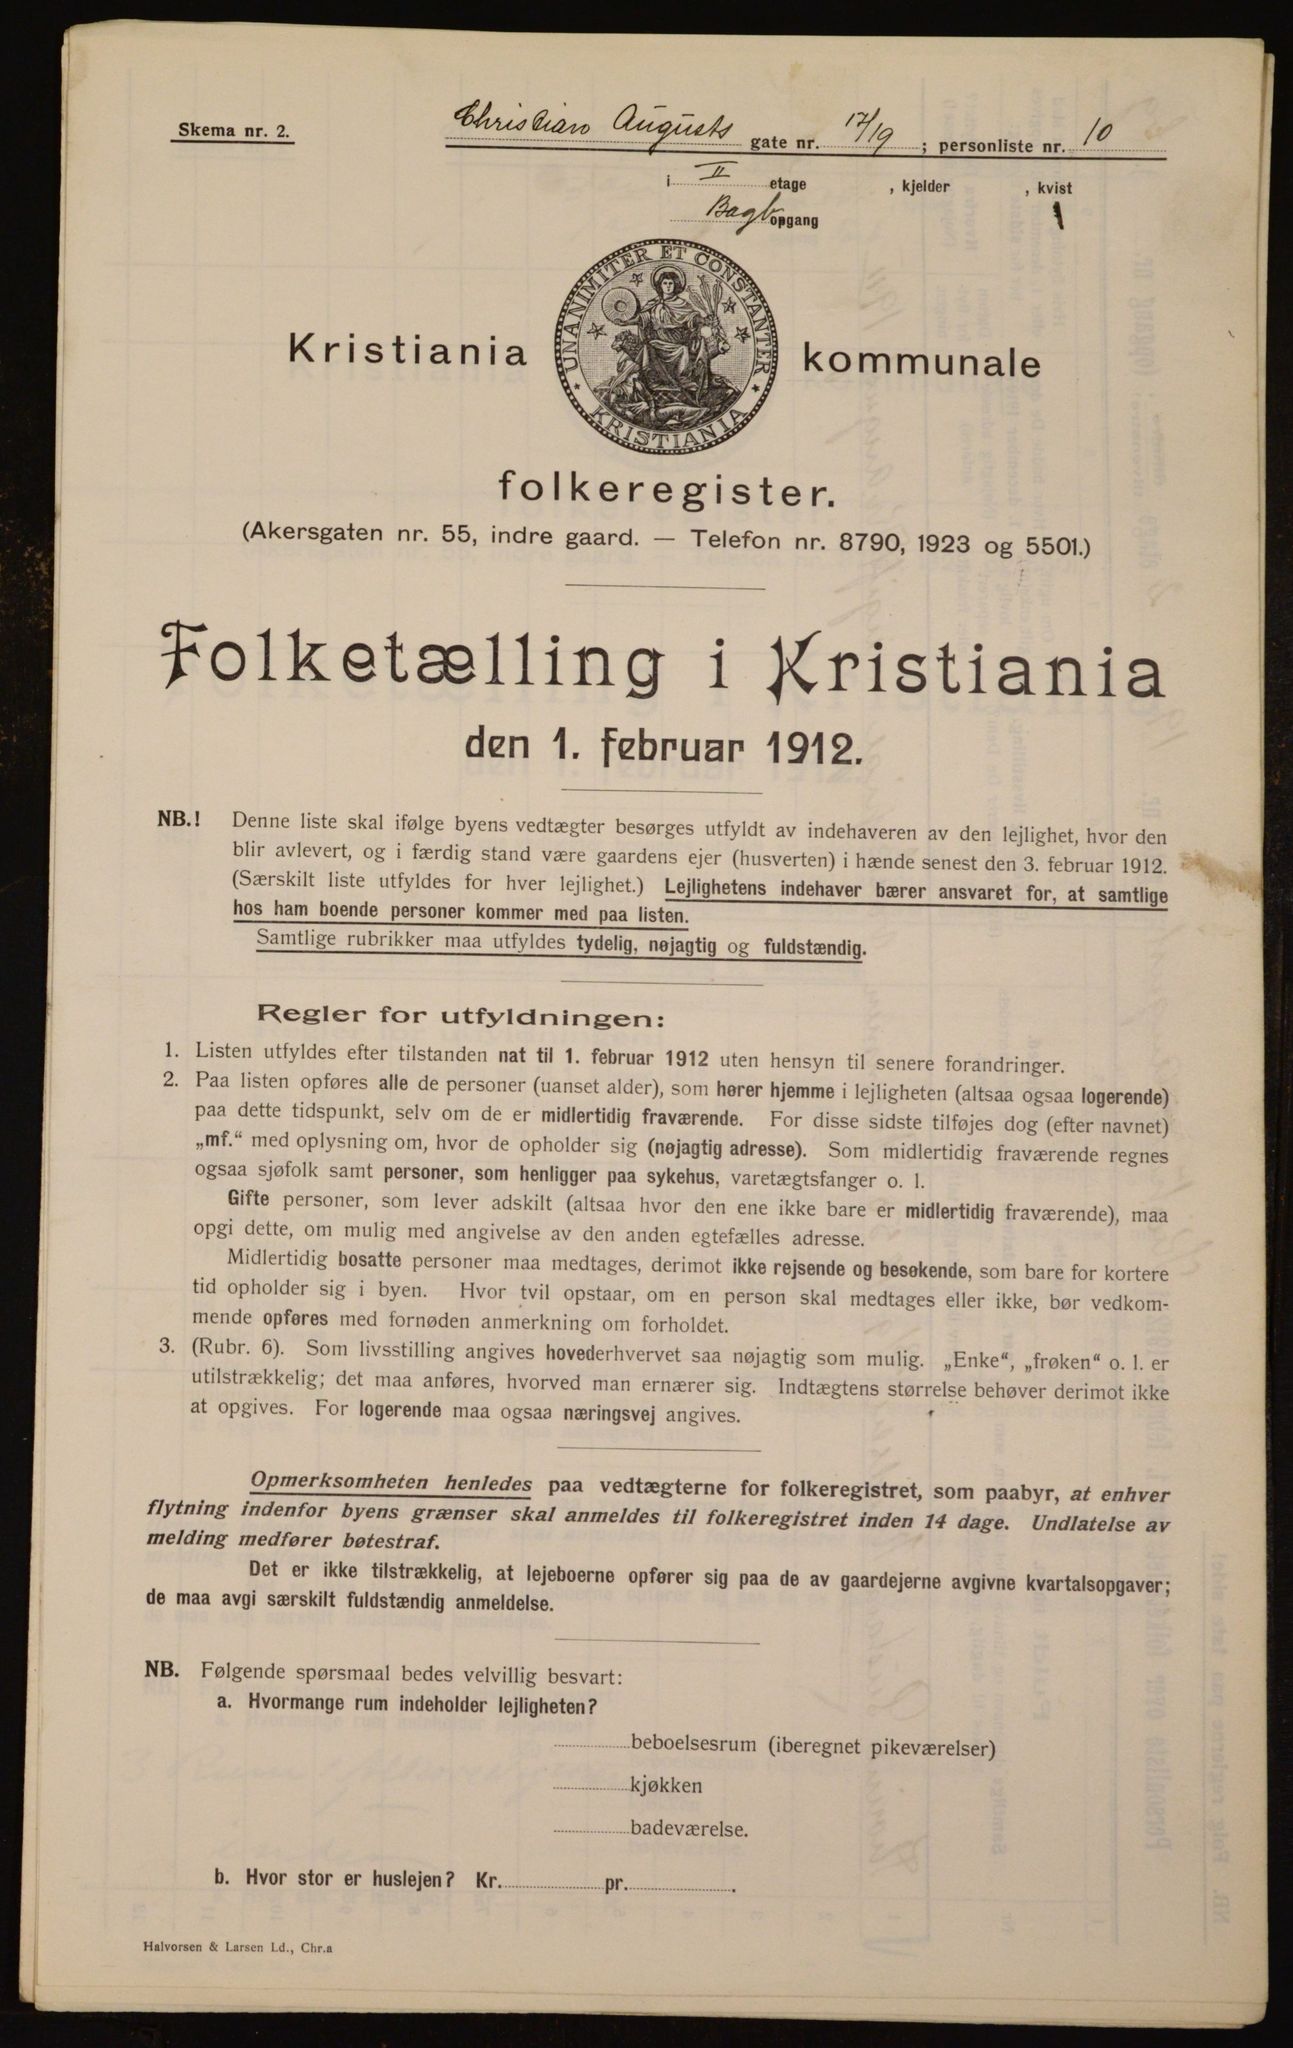 Skema nr. 2.
Christian Augusts gate nr. 17/19; personliste nr. 10
i II etage , kjelder , kvist
Bagb opgang 1
UNANIMITER ET CONSTANTER
KRISTIANIA
Kristiania kommunale
folkeregister.
(Akersgaten nr. 55, indre gaard. — Telefon nr. 8790, 1923 og 5501.)
Folketælling i Kristiania
den 1. februar 1912.
NB.! Denne liste skal ifølge byens vedtægter besørges utfyldt av indehaveren av den lejlighet, hvor den
blir avlevert, og i færdig stand være gaardens ejer (husverten) i hænde senest den 3. februar 1912.
(Særskilt liste utfyldes for hver lejlighet.) Lejlighetens indehaver bærer ansvaret for, at samtlige
hos ham boende personer kommer med paa listen.
Samtlige rubrikker maa utfyldes tydelig, nøjagtig og fuldstændig.
Regler for utfyldningen:
1. Listen utfyldes efter tilstanden nat til 1. februar 1912 uten hensyn til senere forandringer.
2. Paa listen opføres alle de personer (uanset alder), som hører hjemme i lejligheten (altsaa ogsaa logerende)
paa dette tidspunkt, selv om de er midlertidig fraværende. For disse sidste tilføjes dog (efter navnet)
„mf.“ med oplysning om, hvor de opholder sig (nøjagtig adresse). Som midlertidig fraværende regnes
ogsaa sjøfolk samt personer, som henligger paa sykehus, varetægtsfanger o. l.
Gifte personer, som lever adskilt (altsaa hvor den ene ikke bare er midlertidig fraværende), maa
opgi dette, om mulig med angivelse av den anden egtefælles adresse.
Midlertidig bosatte personer maa medtages, derimot ikke rejsende og besøkende, som bare for kortere
tid opholder sig i byen. Hvor tvil opstaar, om en person skal medtages eller ikke, bør vedkom-
mende opføres med fornøden anmerkning om forholdet.
3. (Rubr. 6). Som livsstilling angives hovederhvervet saa nøjagtig som mulig. „Enke“, „frøken“ o. l. er
utilstrækkelig; det maa anføres, hvorved man ernærer sig. Indtægtens størrelse behøver derimot ikke
at opgives. For logerende maa ogsaa næringsvej angives.
Opmerksomheten henledes paa vedtægterne for folkeregistret, som paabyr, at enhver
flytning indenfor byens grænser skal anmeldes til folkeregistret inden 14 dage. Undlatelse av
melding medfører bøtestraf.
Det er ikke tilstrækkelig, at lejeboerne opfører sig paa de av gaardejerne avgivne kvartalsopgaver;
de maa avgi særskilt fuldstændig anmeldelse.
NB. Følgende spørsmaal bedes velvillig besvart:
a. Hvormange rum indeholder lejligheten?
beboelsesrum (iberegnet pikeværelser)
kjøkken
badeværelse.
b. Hvor stor er huslejen? Kr. pr. .
Halvorsen & Larsen Ld., Chr.a